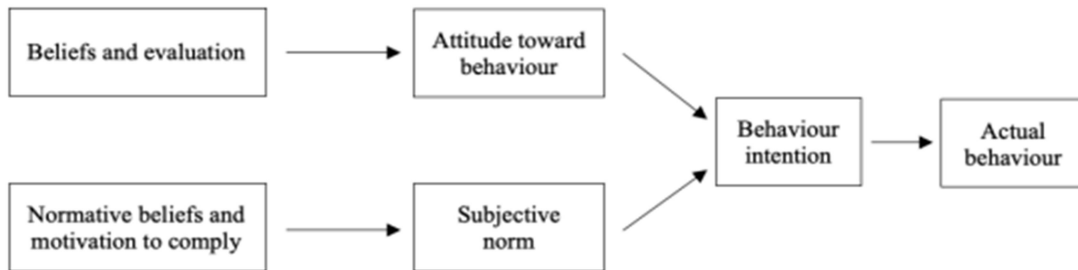 Beliefs and evaluation
Attitude toward
behaviour
Behaviour
intention
Actual
behaviour
Normative beliefs and
motivation to comply
Subjective
norm